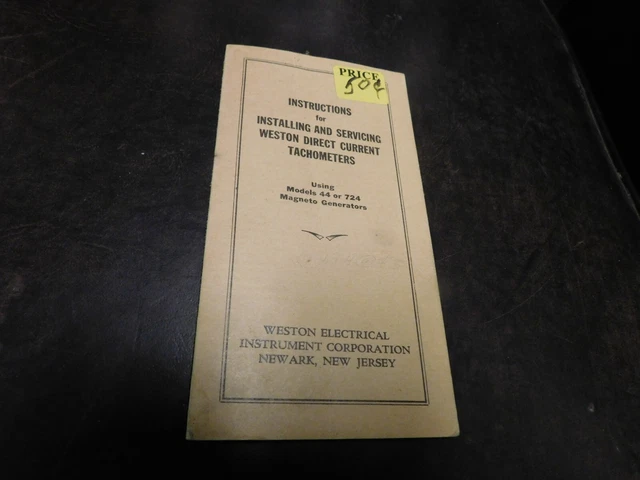 PRICE
50¢
INSTRUCTIONS
for
INSTALLING AND SERVICING
WESTON DIRECT CURRENT
TACHOMETERS
Using
Models 44 or 724
Magneto Generators
WESTON ELECTRICAL
INSTRUMENT CORPORATION
NEWARK, NEW JERSEY